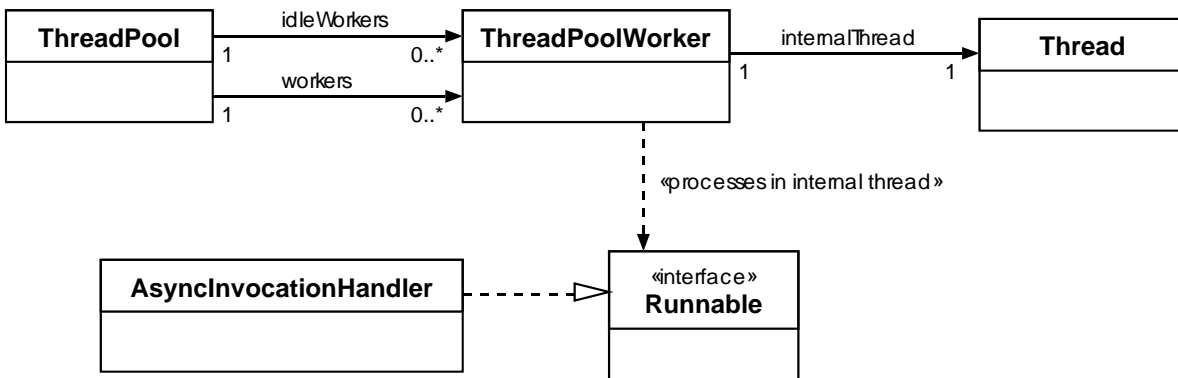 idleWorkers
ThreadPool
ThreadPoolWorker
internalThread
Thread
1
0..*
1
1
workers
1
0..*
«processes in internal thread»
«interface»
AsyncInvocationHandler
Runnable